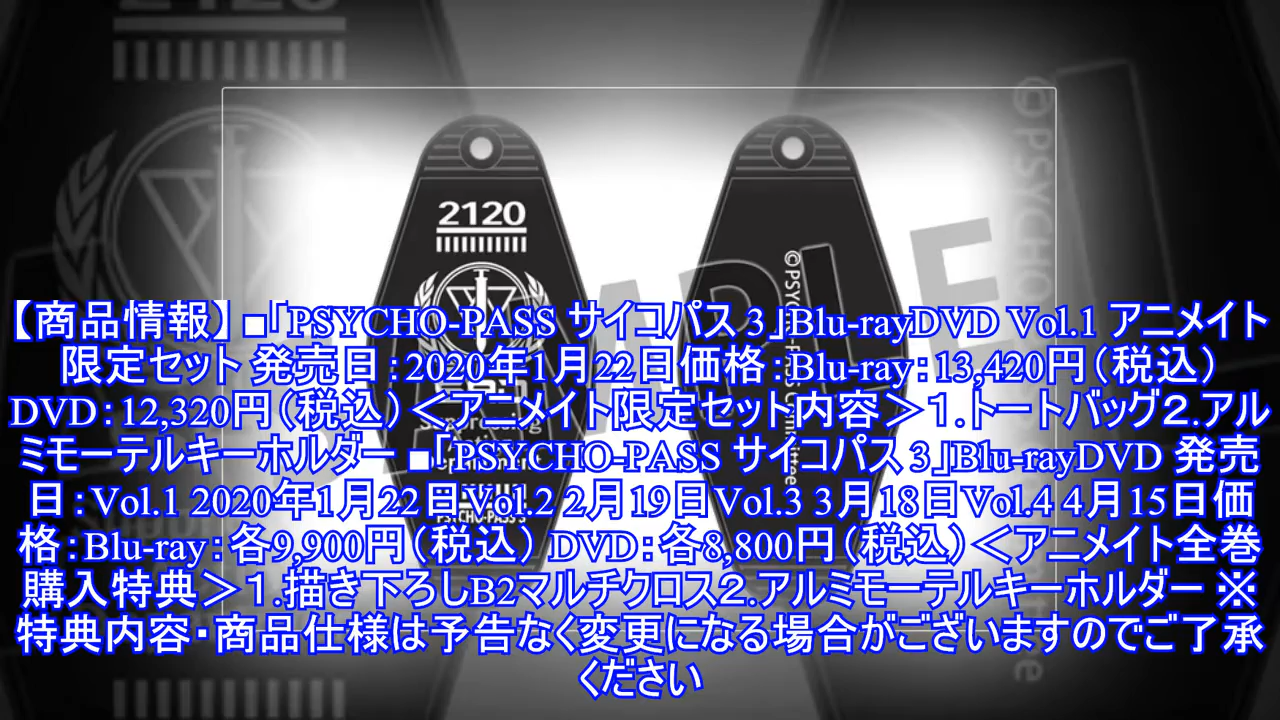 2120
SAMPLE
©PSYCHO-PASS Committee
【商品情報】 ■「PSYCHO-PASS サイコパス 3」Blu-rayDVD Vol.1 アニメイト
限定セット 発売日：2020年1月22日価格：Blu-ray：13,420円（税込）
DVD：12,320円（税込）＜アニメイト限定セット内容＞１.トートバッグ２.アル
ミモーテルキーホルダー ■「PSYCHO-PASS サイコパス 3」Blu-rayDVD 発売
日：Vol.1 2020年1月22日Vol.2 2月19日Vol.3 3月18日Vol.4 4月15日価
格：Blu-ray：各9,900円（税込） DVD：各8,800円（税込）＜アニメイト全巻
購入特典＞１.描き下ろしB2マルチクロス２.アルミモーテルキーホルダー ※
特典内容・商品仕様は予告なく変更になる場合がございますのでご了承
ください
PSYCHO-PASS 3